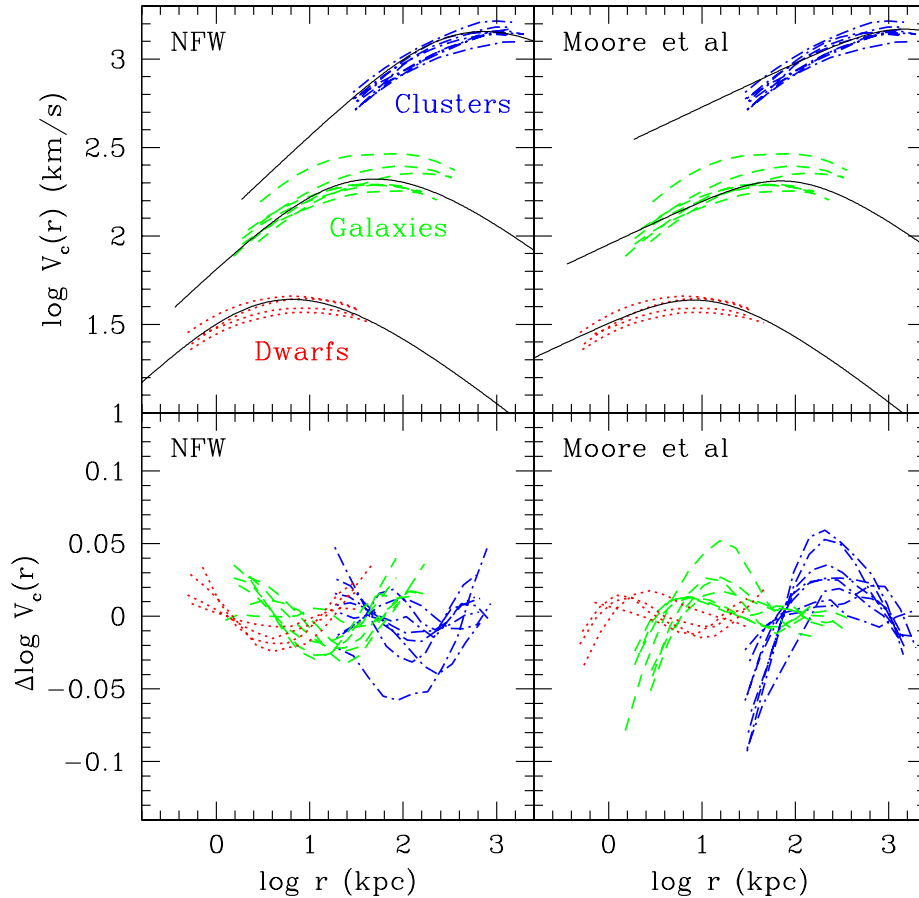 NFW
Moore et al
3
Clusters
2.5
log V_c(r) (km/s)
Galaxies
2
1.5
Dwarfs
1
NFW
Moore et al
0.1
0.05
Δlog V_c(r)
0
−0.05
−0.1
0 1 2 3 0 1 2 3
log r (kpc) log r (kpc)